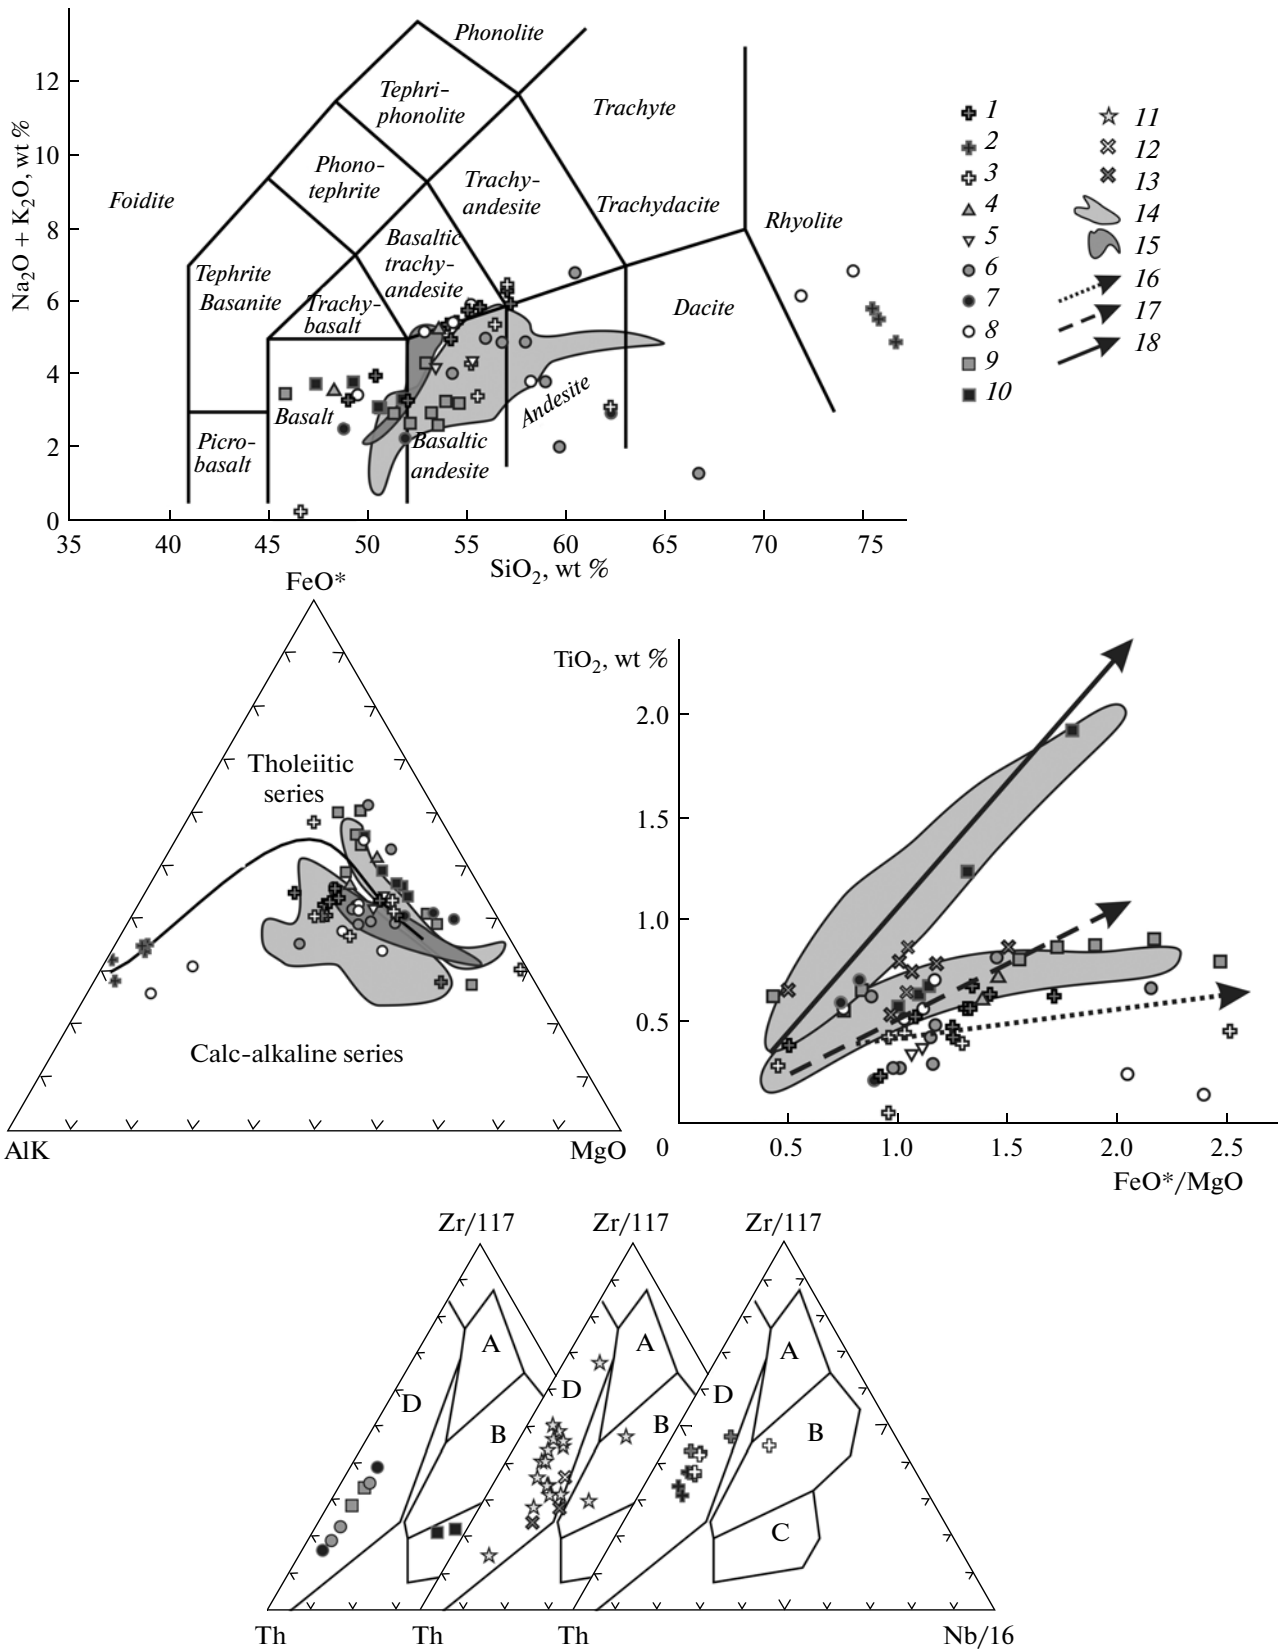 Na₂O + K₂O, wt %
12
10
8
6
4
2
0
35
40
45
50
55
60
65
70
75
SiO₂, wt %
Phonolite
Tephri-
phonolite
Trachyte
Phono-
tephrite
Trachy-
andesite
Foidite
Trachydacite
Rhyolite
Basaltic
trachy-
andesite
Tephrite
Basanite
Trachy-
basalt
Dacite
Basalt
Andesite
Picro-
basalt
Basaltic
andesite
1
2
3
4
5
6
7
8
9
10
11
12
13
14
15
16
17
18
FeO*
Tholeiitic
series
Calc-alkaline series
AlK
MgO
TiO₂, wt %
2.0
1.5
1.0
0.5
0
0.5
1.0
1.5
2.0
2.5
FeO*/MgO
Zr/117
Zr/117
Zr/117
A
A
A
D
D
D
B
B
B
C
Th
Th
Th
Nb/16